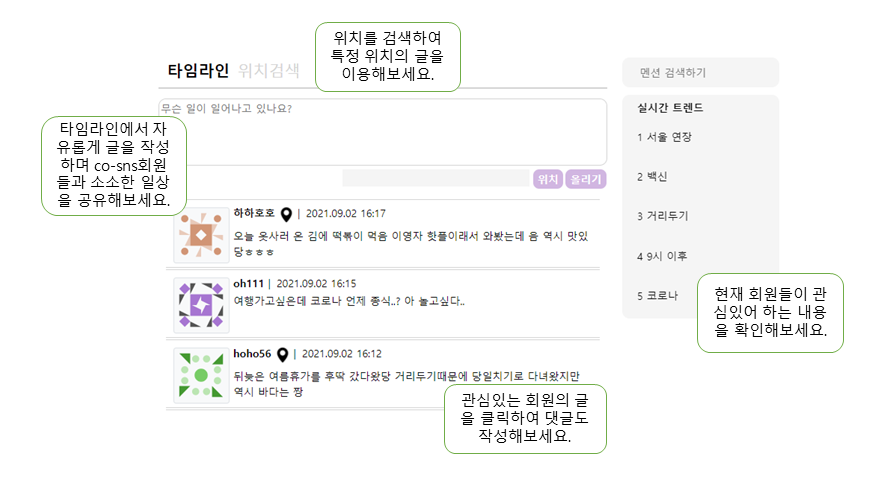 위치를 검색하여
특정 위치의 글을
이용해보세요.
타임라인 위치검색
멘션 검색하기
무슨 일이 일어나고 있나요?
타임라인에서 자
유롭게 글을 작성
하며 co-sns회원
들과 소소한 일상
을 공유해보세요.
위치 올리기
하하호호 | 2021.09.02 16:17
오늘 옷사러 온 김에 떡볶이 먹음 이영자 핫플이래서 와봤는데 음 역시 맛있
당ㅎㅎㅎ
oh111 | 2021.09.02 16:15
여행가고싶은데 코로나 언제 종식..? 아 놀고싶다..
hoho56 | 2021.09.02 16:12
뒤늦은 여름휴가를 후딱 갔다왔당 거리두기때문에 당일치기로 다녀왔지만
역시 바다는 짱
관심있는 회원의 글
을 클릭하여 댓글도
작성해보세요.
실시간 트렌드
1 서울 연장
2 백신
3 거리두기
4 9시 이후
5 코로나
현재 회원들이 관
심있어 하는 내용
을 확인해보세요.